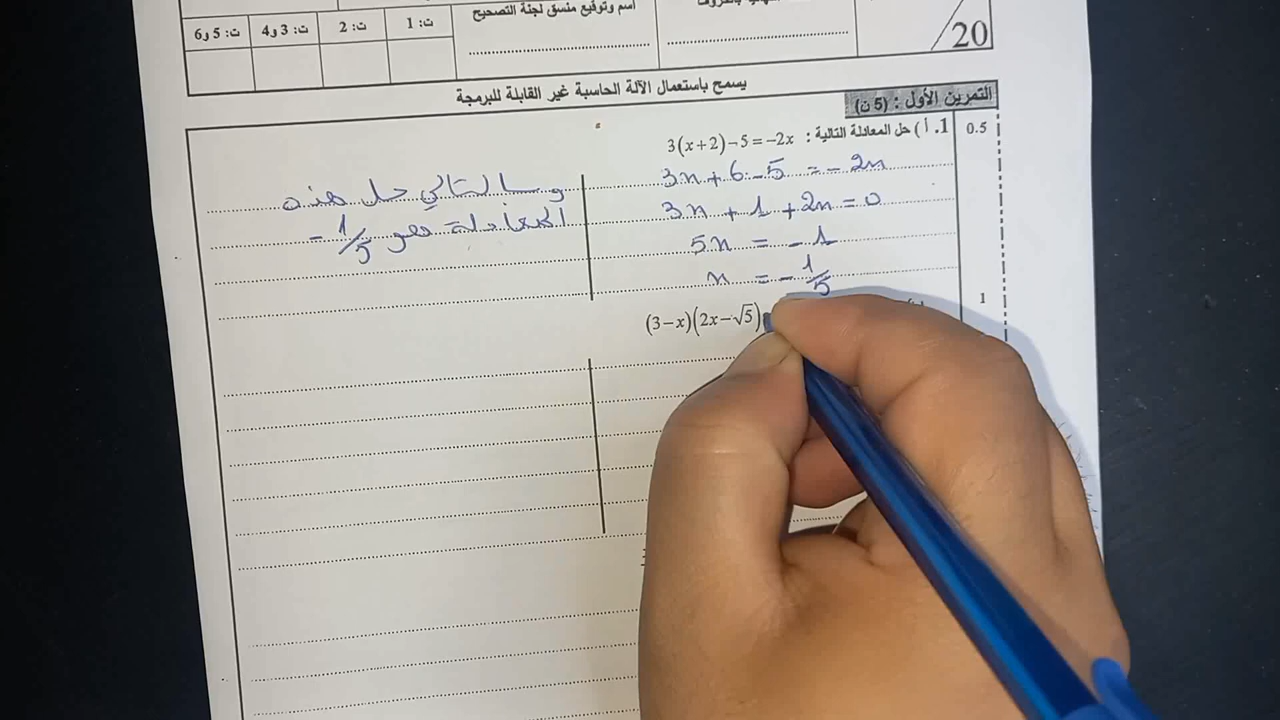 اسم وتوقيع منسق لجنة التصحيح
ت: 1 ت: 2 ت: 3 و4 ت: 5 و6
/20
يسمح باستعمال الآلة الحاسبة غير القابلة للبرمجة
التمرين الأول : (5 ن)
0.5
1. أ ) حل المعادلة التالية : 3(x+2)−5=−2x
3x + 6 - 5 = - 2x
3x + 1 + 2x = 0
5x = - 1
x = - 1/5
وبالتالي حل هذه
المعادلة هو - 1/5
1
(3−x)(2x−√5)